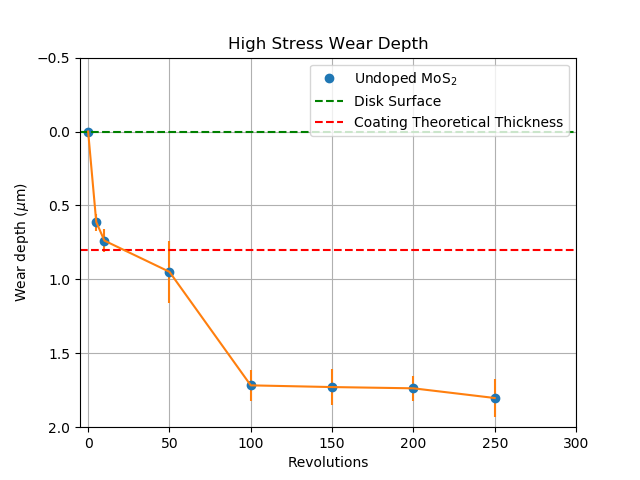 High Stress Wear Depth
−0.5
0.0
0.5
1.0
1.5
2.0
Wear depth (μm)
Undoped MoS₂
Disk Surface
Coating Theoretical Thickness
0 50 100 150 200 250 300
Revolutions